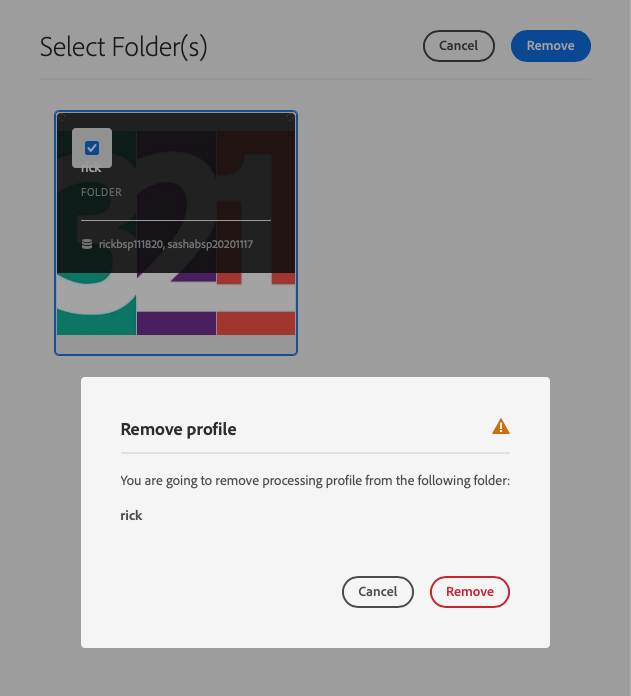 Select Folder(s)
Cancel
Remove
321
rick
FOLDER
rickbsp111820, sashabsp20201117
Remove profile
You are going to remove processing profile from the following folder:
rick
Cancel
Remove